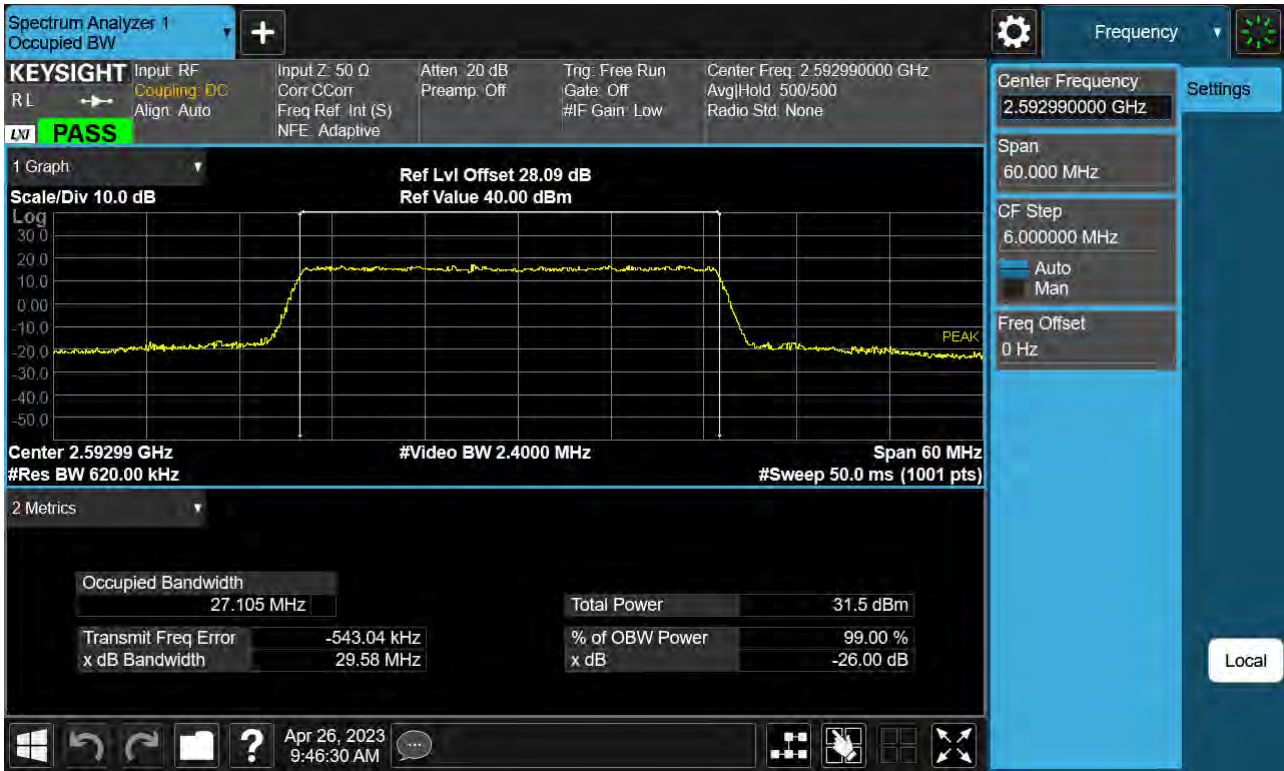 Spectrum Analyzer 1
Occupied BW
Frequency
KEYSIGHT
RL
LXI
PASS
Input: RF
Coupling: DC
Align: Auto
Input Z: 50 Ω
Corr CCorr
Freq Ref: Int (S)
NFE: Adaptive
Atten: 20 dB
Preamp: Off
Trig: Free Run
Gate: Off
#IF Gain: Low
Center Freq: 2.592990000 GHz
Avg|Hold: 500/500
Radio Std: None
1 Graph
Scale/Div 10.0 dB
Ref Lvl Offset 28.09 dB
Ref Value 40.00 dBm
Log
30.0
20.0
10.0
0.00
-10.0
-20.0
-30.0
-40.0
-50.0
PEAK
Center 2.59299 GHz
#Video BW 2.4000 MHz
Span 60 MHz
#Res BW 620.00 kHz
#Sweep 50.0 ms (1001 pts)
2 Metrics
Occupied Bandwidth
27.105 MHz
Transmit Freq Error -543.04 kHz
x dB Bandwidth 29.58 MHz
Total Power 31.5 dBm
% of OBW Power 99.00 %
x dB -26.00 dB
Center Frequency
2.592990000 GHz
Span
60.000 MHz
CF Step
6.000000 MHz
Auto
Man
Freq Offset
0 Hz
Settings
Local
?
Apr 26, 2023
9:46:30 AM